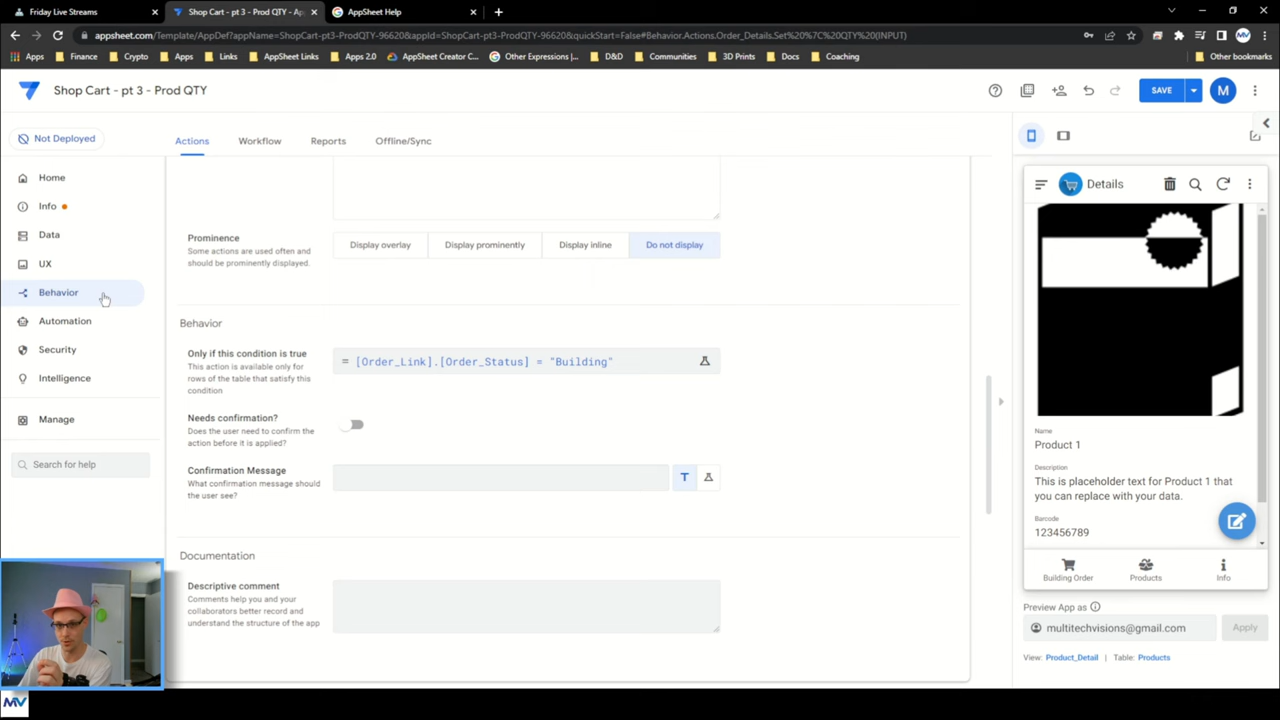 Friday Live Streams
Shop Cart - pt 3 - Prod QTY - Ap
AppSheet Help
appsheet.com/Template/AppDef?appName=ShopCart-pt3-ProdQTY-96620&appId=ShopCart-pt3-ProdQTY-96620&quickStart=False#Behavior.Actions.Order_Details.Set%20%7C%20QTY%20(INPUT)
Apps Finance Crypto Apps Links AppSheet Links Apps 2.0 AppSheet Creator C... Other Expressions |... D&D Communities 3D Prints Docs Coaching Other bookmarks
Shop Cart - pt 3 - Prod QTY
SAVE
M
Not Deployed
Actions Workflow Reports Offline/Sync
Home
Info
Data
UX
Behavior
Automation
Security
Intelligence
Manage
Search for help
Prominence
Some actions are used often and
should be prominently displayed.
Display overlay Display prominently Display inline Do not display
Behavior
Only if this condition is true
This action is available only for
rows of the table that satisfy this
condition
= [Order_Link].[Order_Status] = "Building"
Needs confirmation?
Does the user need to confirm the
action before it is applied?
Confirmation Message
What confirmation message should
the user see?
T
Documentation
Descriptive comment
Comments help you and your
collaborators better record and
understand the structure of the app
Details
Name
Product 1
Description
This is placeholder text for Product 1 that
you can replace with your data.
Barcode
123456789
Building Order Products Info
Preview App as
multitechvisions@gmail.com
Apply
View: Product_Detail | Table: Products
MV